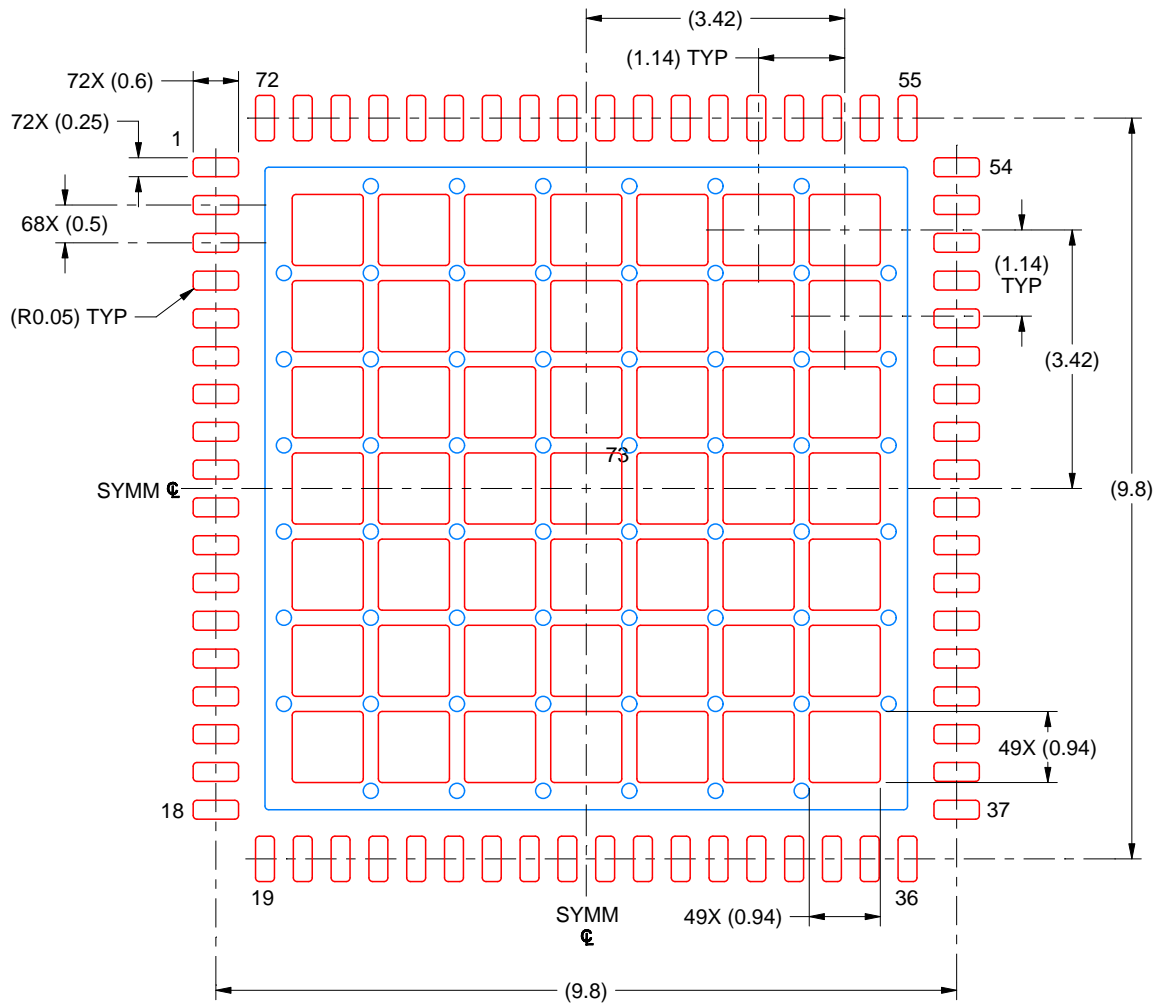 (3.42)
(1.14) TYP
72X (0.6)
72
55
72X (0.25)
1
54
68X (0.5)
(1.14)
TYP
(R0.05) TYP
(3.42)
73
SYMM ℄
(9.8)
49X (0.94)
18
37
19
36
SYMM
℄
49X (0.94)
(9.8)